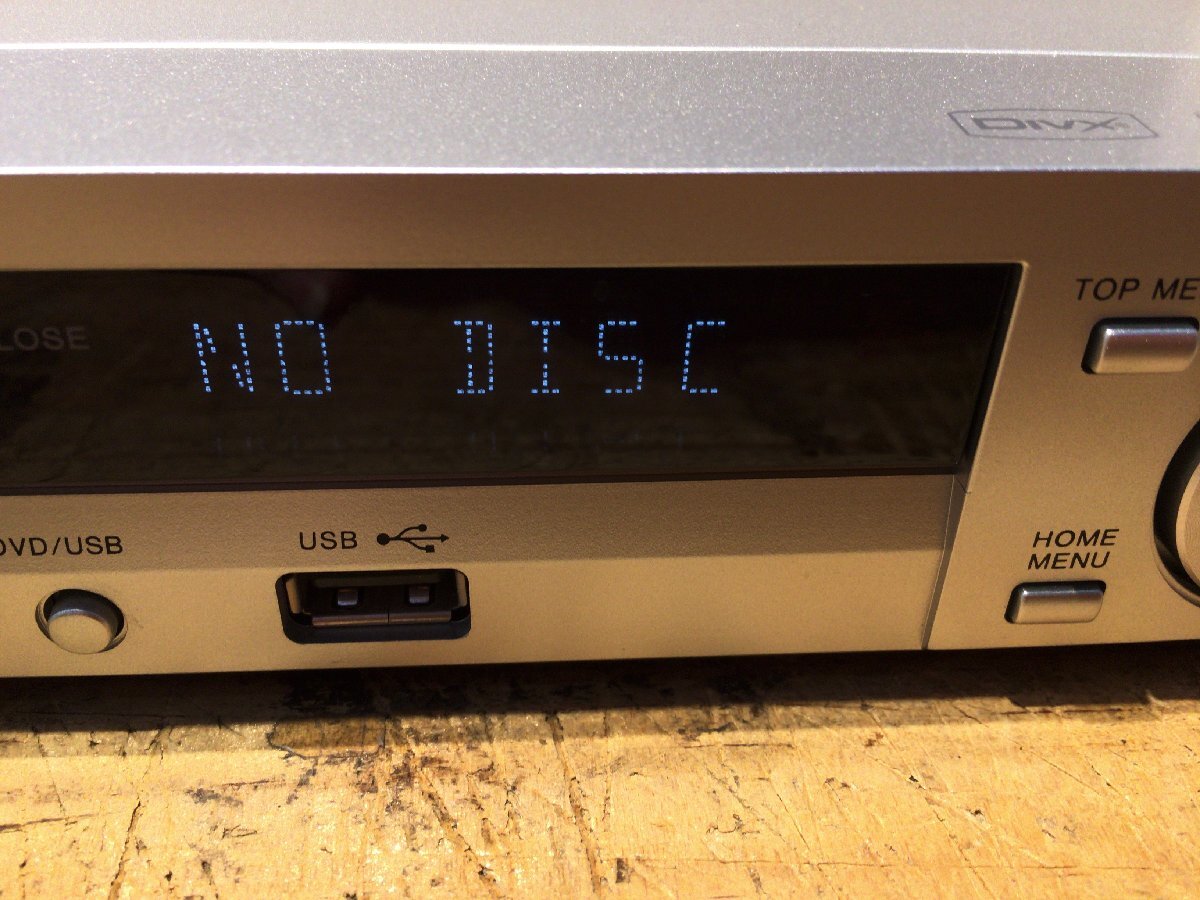 DIVX
TOP ME
LOSE
NO DISC
DVD/USB
USB
HOME
MENU